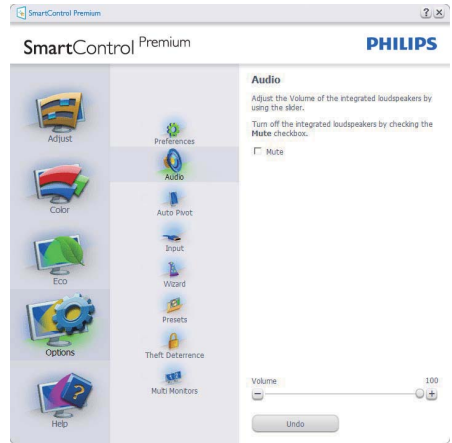 SmartControl Premium
SmartControl Premium
PHILIPS
Adjust
Color
Eco
Options
Help
Preferences
Audio
Auto Pivot
Input
Wizard
Presets
Theft Deterrence
Multi Monitors
Audio
Adjust the Volume of the integrated loudspeakers by
using the slider.
Turn off the integrated loudspeakers by checking the
Mute checkbox.
Mute
Volume 100
Undo